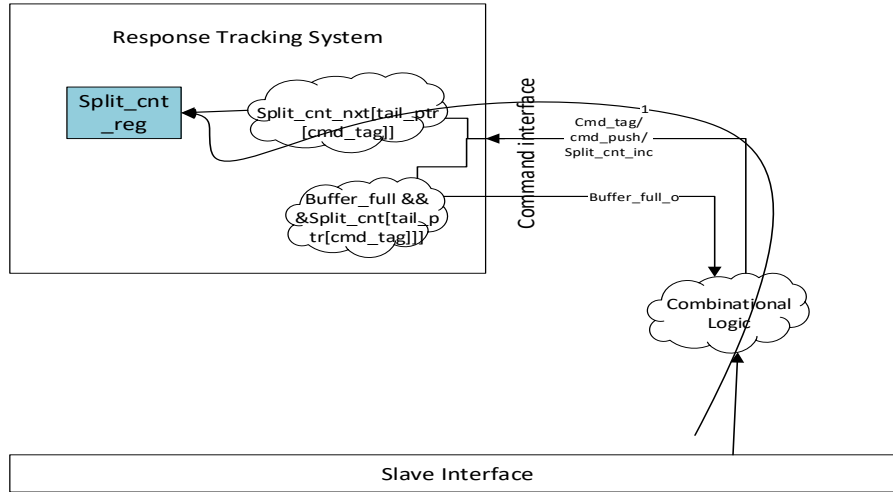 Response Tracking System
Split_cnt
_reg
Split_cnt_nxt[tail_ptr
[cmd_tag]]
1
Cmd_tag/
cmd_push/
Split_cnt_inc
Command interface
Buffer_full &&
&Split_cnt[tail_p
tr[cmd_tag]]]
Buffer_full_o
Combinational
Logic
Slave Interface